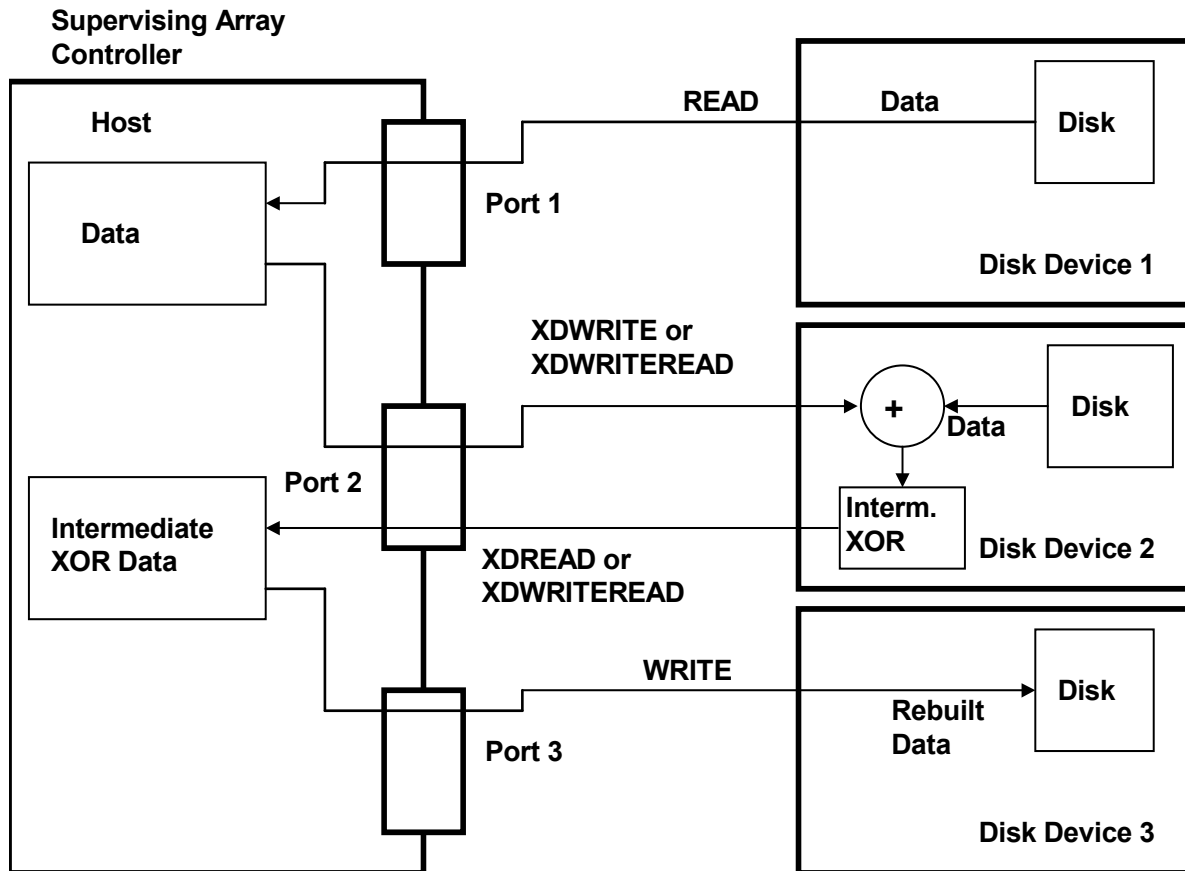 Supervising Array
Controller
Host
Data
Port 1
READ
Data
Disk
Disk Device 1
XDWRITE or
XDWRITEREAD
+
Data
Disk
Port 2
Interm.
XOR
Disk Device 2
Intermediate
XOR Data
XDREAD or
XDWRITEREAD
WRITE
Rebuilt
Data
Disk
Port 3
Disk Device 3